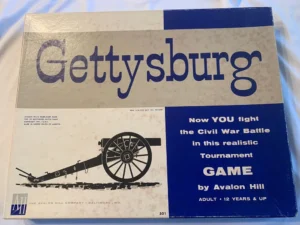 Gettysburg
Now YOU fight
the Civil War Battle
in this realistic
Tournament
GAME
by Avalon Hill
ADULT • 12 YEARS & UP
AH